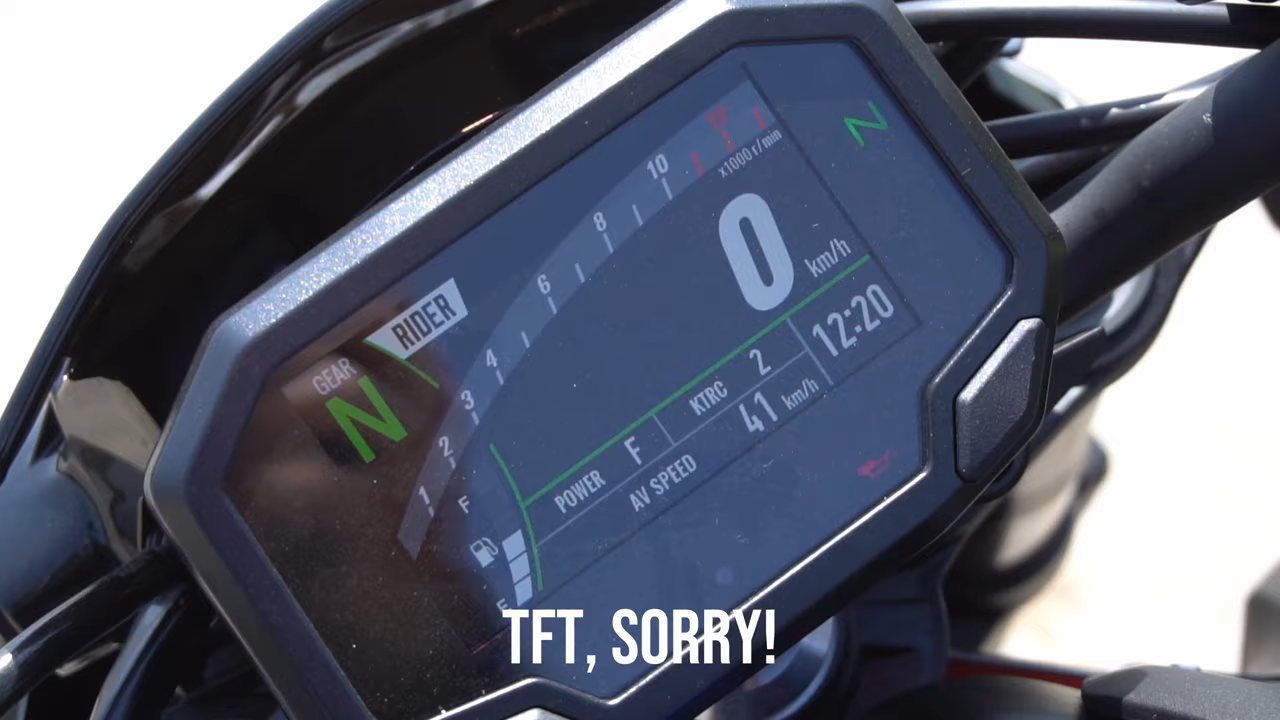 N
10
x1000 r/min
8
6
4
3
2
1
0 km/h
RIDER
GEAR
N
12:20
KTRC 2
POWER F
AV SPEED 41 km/h
F
E
TFT, SORRY!